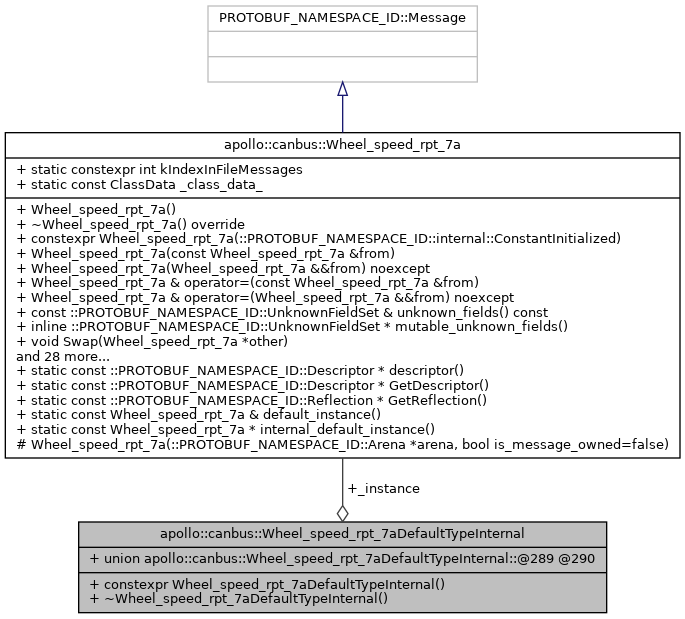 PROTOBUF_NAMESPACE_ID::Message
apollo::canbus::Wheel_speed_rpt_7a
+ static constexpr int kIndexInFileMessages
+ static const ClassData _class_data_
+ Wheel_speed_rpt_7a()
+ ~Wheel_speed_rpt_7a() override
+ constexpr Wheel_speed_rpt_7a(::PROTOBUF_NAMESPACE_ID::internal::ConstantInitialized)
+ Wheel_speed_rpt_7a(const Wheel_speed_rpt_7a &from)
+ Wheel_speed_rpt_7a(Wheel_speed_rpt_7a &&from) noexcept
+ Wheel_speed_rpt_7a & operator=(const Wheel_speed_rpt_7a &from)
+ Wheel_speed_rpt_7a & operator=(Wheel_speed_rpt_7a &&from) noexcept
+ const ::PROTOBUF_NAMESPACE_ID::UnknownFieldSet & unknown_fields() const
+ inline ::PROTOBUF_NAMESPACE_ID::UnknownFieldSet * mutable_unknown_fields()
+ void Swap(Wheel_speed_rpt_7a *other)
and 28 more...
+ static const ::PROTOBUF_NAMESPACE_ID::Descriptor * descriptor()
+ static const ::PROTOBUF_NAMESPACE_ID::Descriptor * GetDescriptor()
+ static const ::PROTOBUF_NAMESPACE_ID::Reflection * GetReflection()
+ static const Wheel_speed_rpt_7a & default_instance()
+ static const Wheel_speed_rpt_7a * internal_default_instance()
# Wheel_speed_rpt_7a(::PROTOBUF_NAMESPACE_ID::Arena *arena, bool is_message_owned=false)
+_instance
apollo::canbus::Wheel_speed_rpt_7aDefaultTypeInternal
+ union apollo::canbus::Wheel_speed_rpt_7aDefaultTypeInternal::@289 @290
+ constexpr Wheel_speed_rpt_7aDefaultTypeInternal()
+ ~Wheel_speed_rpt_7aDefaultTypeInternal()